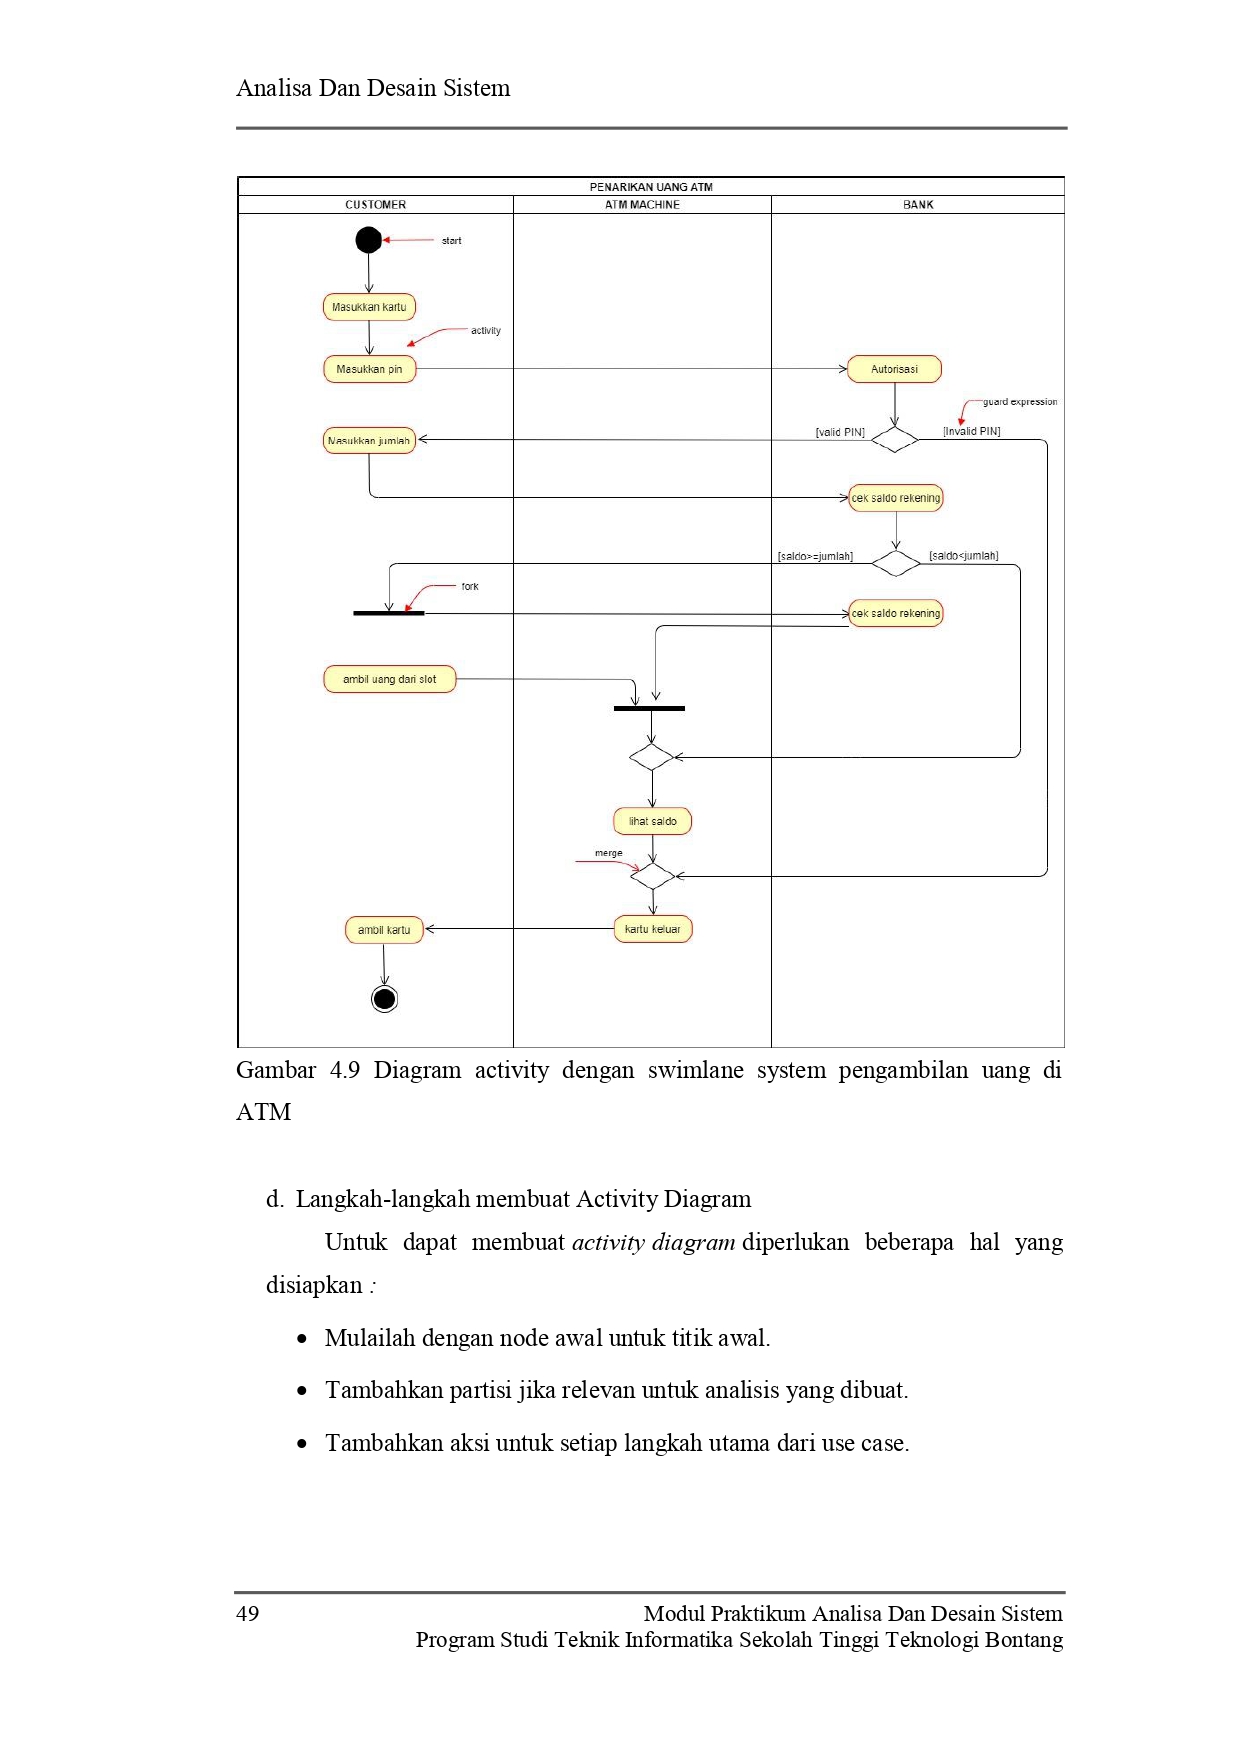 Analisa Dan Desain Sistem
PENARIKAN UANG ATM
CUSTOMER
ATM MACHINE
BANK
start
Masukkan kartu
activity
Masukkan pin
Autorisasi
guard expression
Masukkan jumlah
[valid PIN]
[Invalid PIN]
cek saldo rekening
[saldo>=jumlah]
[saldo<jumlah]
fork
cek saldo rekening
ambil uang dari slot
lihat saldo
merge
ambil kartu
kartu keluar
Gambar 4.9 Diagram activity dengan swimlane system pengambilan uang di
ATM
d. Langkah-langkah membuat Activity Diagram
Untuk dapat membuat activity diagram diperlukan beberapa hal yang
disiapkan :
• Mulailah dengan node awal untuk titik awal.
• Tambahkan partisi jika relevan untuk analisis yang dibuat.
• Tambahkan aksi untuk setiap langkah utama dari use case.
49
Modul Praktikum Analisa Dan Desain Sistem
Program Studi Teknik Informatika Sekolah Tinggi Teknologi Bontang